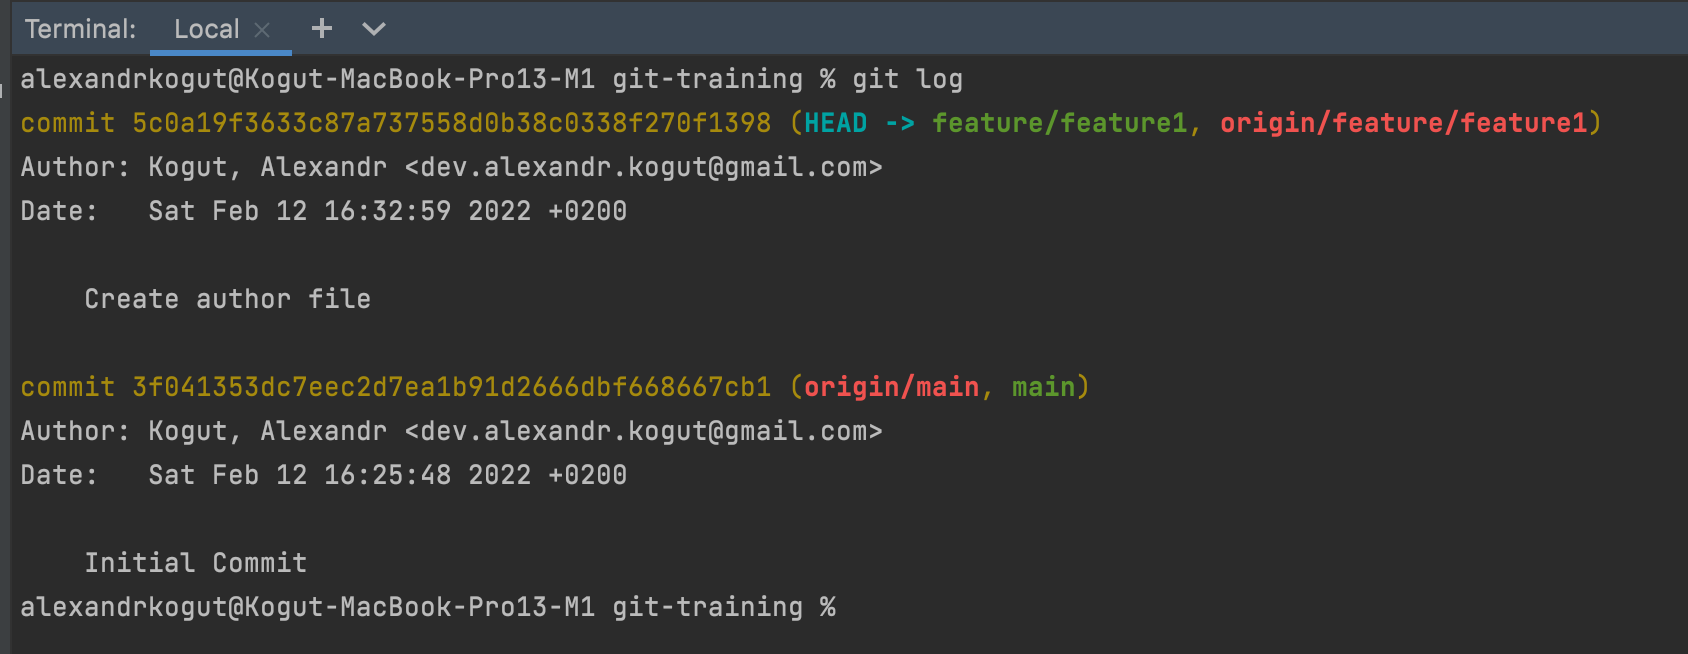 Terminal: Local × + 
alexandrkogut@Kogut-MacBook-Pro13-M1 git-training % git log
commit 5c0a19f3633c87a737558d0b38c0338f270f1398 (HEAD -> feature/feature1, origin/feature/feature1)
Author: Kogut, Alexandr <dev.alexandr.kogut@gmail.com>
Date:   Sat Feb 12 16:32:59 2022 +0200
    Create author file
commit 3f041353dc7eec2d7ea1b91d2666dbf668667cb1 (origin/main, main)
Author: Kogut, Alexandr <dev.alexandr.kogut@gmail.com>
Date:   Sat Feb 12 16:25:48 2022 +0200
    Initial Commit
alexandrkogut@Kogut-MacBook-Pro13-M1 git-training %